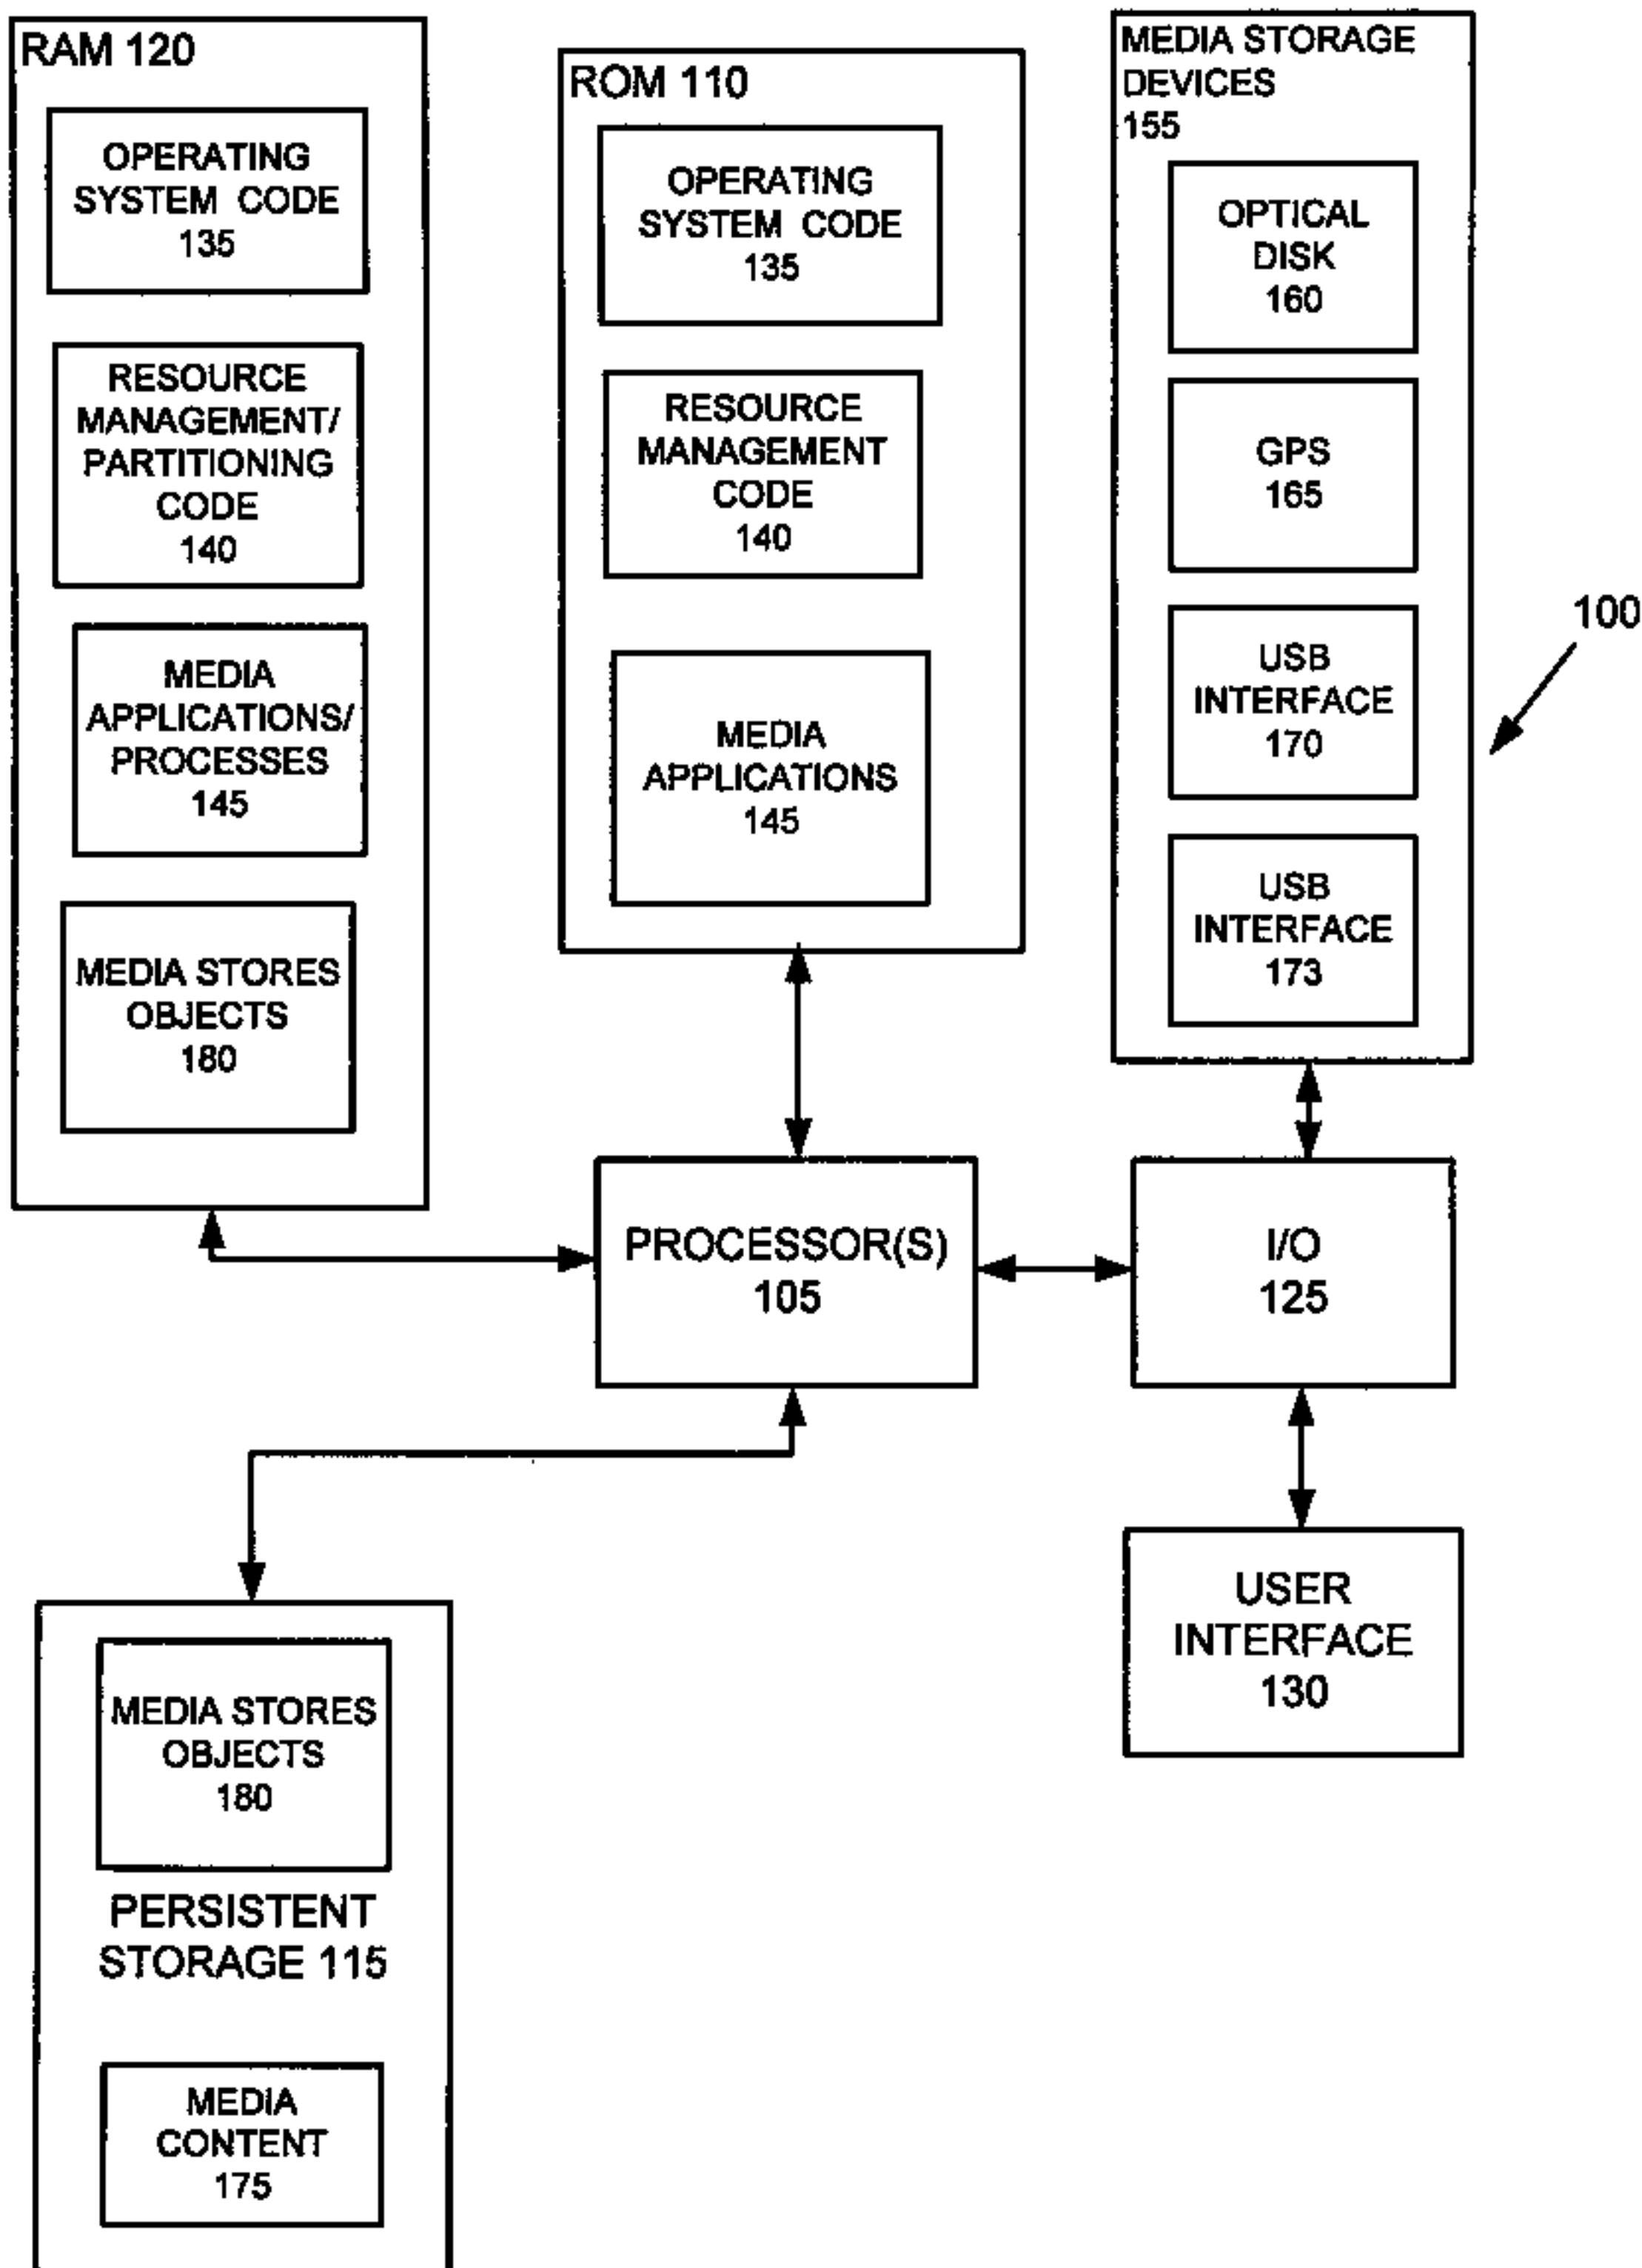 RAM 120
OPERATING
SYSTEM CODE
135
RESOURCE
MANAGEMENT/
PARTITIONING
CODE
140
MEDIA
APPLICATIONS/
PROCESSES
145
MEDIA STORES
OBJECTS
180
ROM 110
OPERATING
SYSTEM CODE
135
RESOURCE
MANAGEMENT
CODE
140
MEDIA
APPLICATIONS
145
MEDIA STORAGE
DEVICES
155
OPTICAL
DISK
160
GPS
165
USB
INTERFACE
170
USB
INTERFACE
173
100
PROCESSOR(S)
105
I/O
125
USER
INTERFACE
130
MEDIA STORES
OBJECTS
180
PERSISTENT
STORAGE 115
MEDIA
CONTENT
175